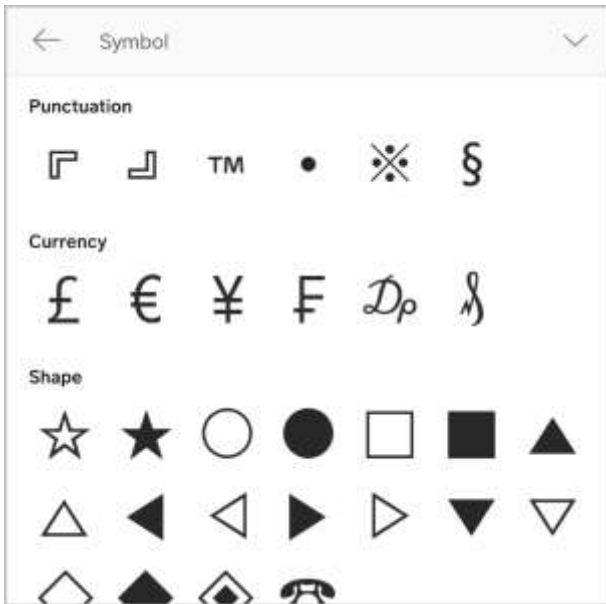 Symbol
Punctuation
『 』 ™ • ※ §
Currency
£ € ¥ ₣ ₯ ₰
Shape
☆ ★ ○ ● □ ■ ▲
△ ◀ ◁ ▶ ▷ ▼ ▽
◇ ◆ ◈ ☎